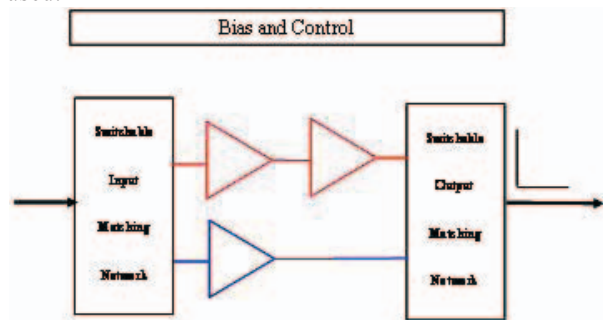 Bias and Control
Switchable
Input
Matching
Network
Switchable
Output
Matching
Network